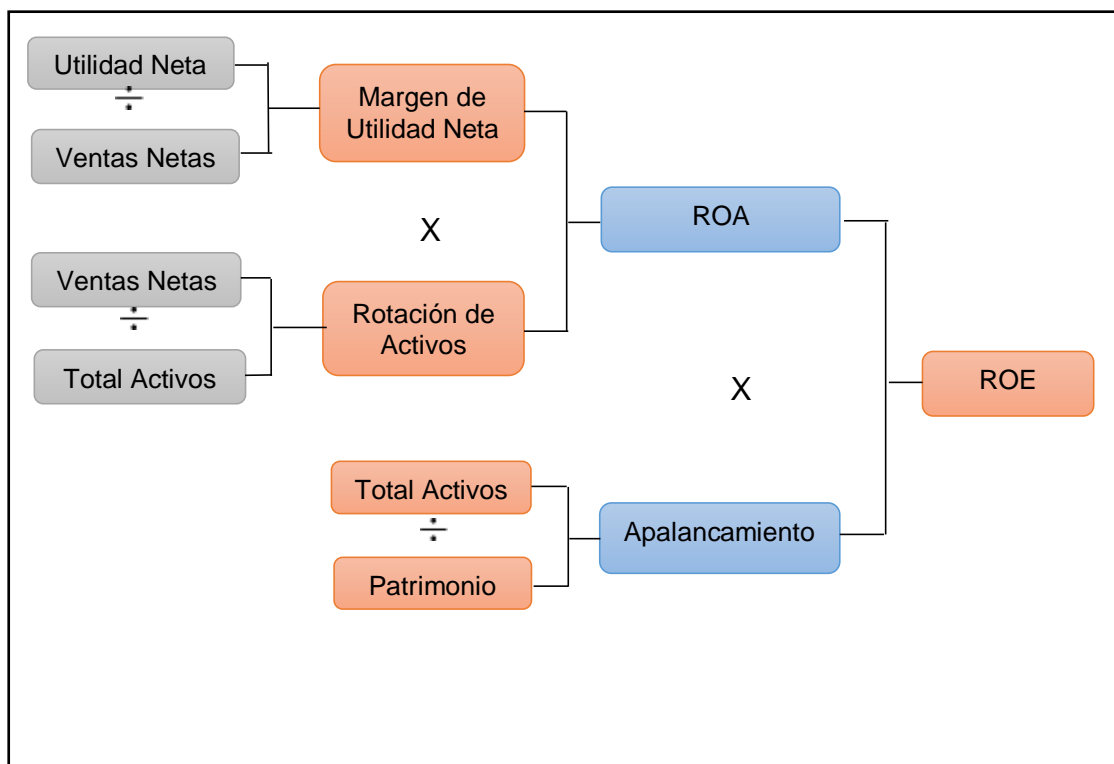 Utilidad Neta
÷
Ventas Netas
Margen de
Utilidad Neta
X
Ventas Netas
÷
Total Activos
Rotación de
Activos
ROA
X
Total Activos
÷
Patrimonio
Apalancamiento
ROE